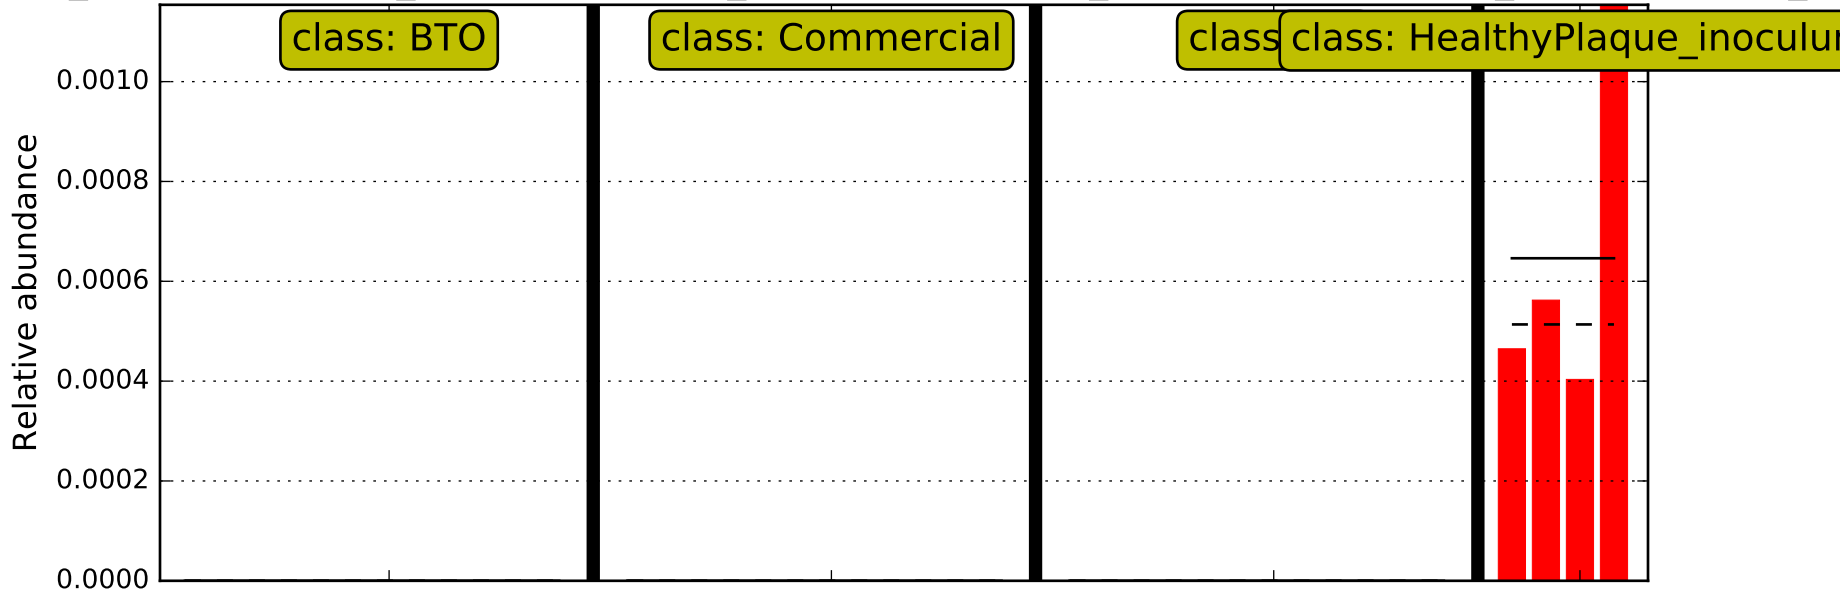 class: BTO
class: Commercial
class
class: HealthyPlaque_inoculu
0.0010
0.0008
0.0006
0.0004
0.0002
0.0000
Relative abundance